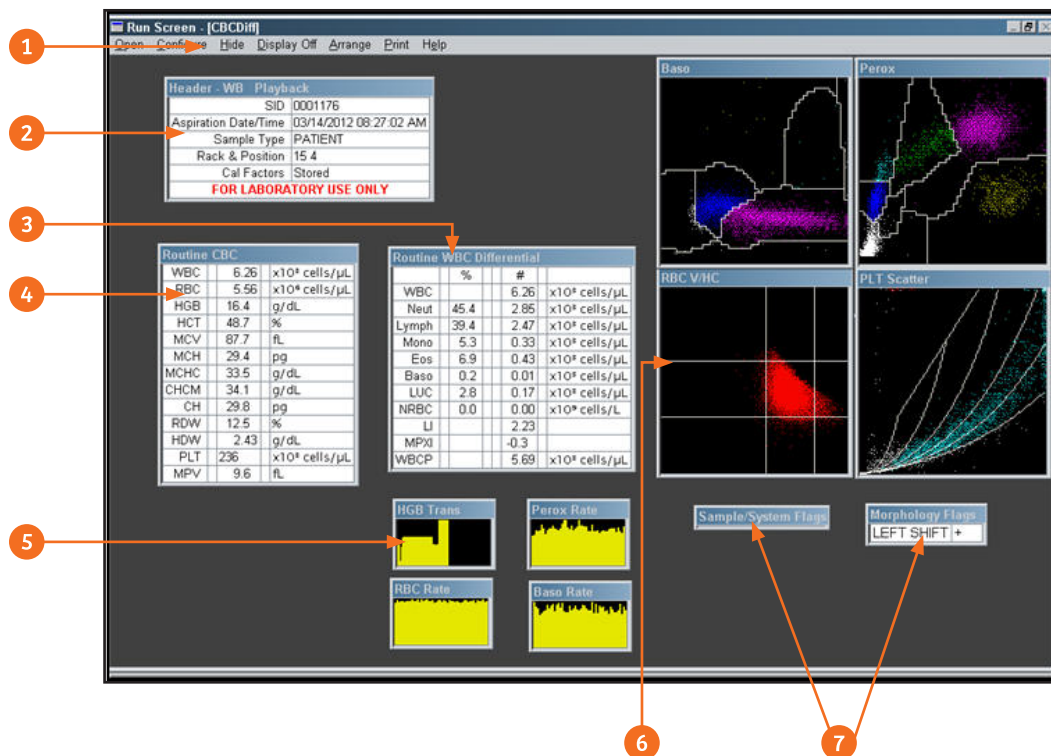 Run Screen - [CBCDiff]
Open Configure Hide Display Off Arrange Print Help
1
Header - WB Playback
SID 0001176
Aspiration Date/Time 03/14/2012 08:27:02 AM
Sample Type PATIENT
Rack & Position 15 4
Cal Factors Stored
FOR LABORATORY USE ONLY
2
3
Routine CBC
WBC 6.26 x10³ cells/µL
RBC 5.56 x10⁶ cells/µL
HGB 16.4 g/dL
HCT 48.7 %
MCV 87.7 fL
MCH 29.4 pg
MCHC 33.5 g/dL
CHCM 34.1 g/dL
CH 29.8 pg
RDW 12.5 %
HDW 2.43 g/dL
PLT 236 x10³ cells/µL
MPV 9.6 fL
4
Routine WBC Differential
% #
WBC 6.26 x10³ cells/µL
Neut 45.4 2.85 x10³ cells/µL
Lymph 39.4 2.47 x10³ cells/µL
Mono 5.3 0.33 x10³ cells/µL
Eos 6.9 0.43 x10³ cells/µL
Baso 0.2 0.01 x10³ cells/µL
LUC 2.8 0.17 x10³ cells/µL
NRBC 0.0 0.00 x10⁹ cells/L
LI 2.23
MPXI -0.3
WBCP 5.69 x10³ cells/µL
Baso
Perox
RBC V/HC
PLT Scatter
HGB Trans
Perox Rate
RBC Rate
Baso Rate
5
Sample/System Flags
Morphology Flags
LEFT SHIFT +
6
7